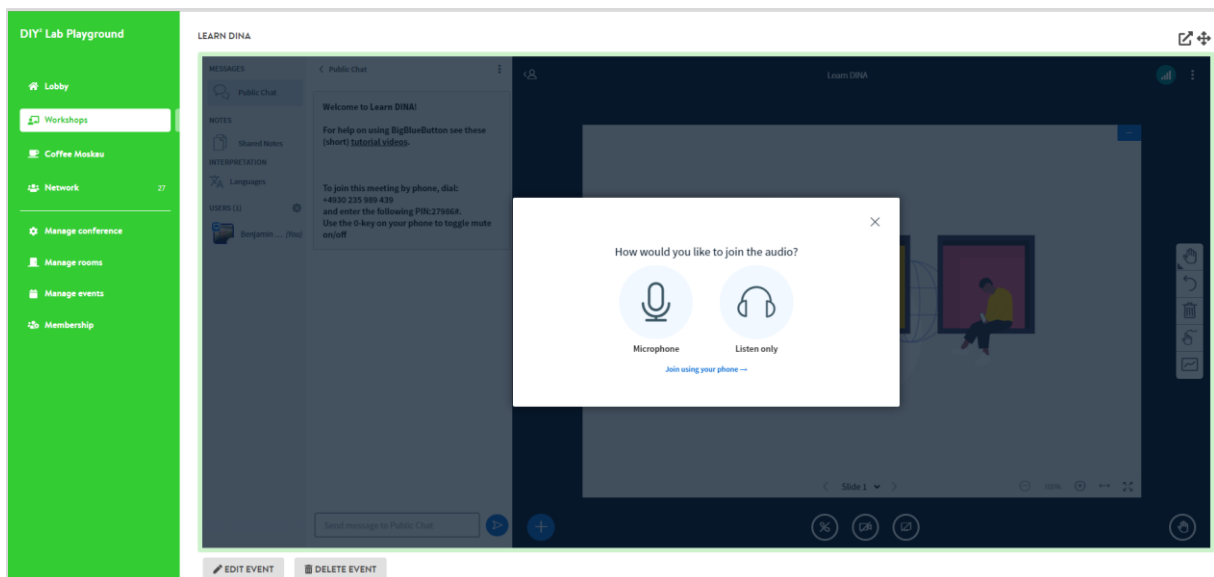 DIY² Lab Playground
Lobby
Workshops
Coffee Moskau
Network 27
Manage conference
Manage rooms
Manage events
Membership
LEARN DINA
MESSAGES
Public Chat
NOTES
Shared Notes
INTERPRETATION
Languages
USERS (1)
Benjamin ... (You)
Public Chat
Welcome to Learn DINA!
For help on using BigBlueButton see these
(short) tutorial videos.
To join this meeting by phone, dial:
+4930 235 989 439
and enter the following PIN:27986#.
Use the 0-key on your phone to toggle mute
on/off
Send message to Public Chat
Learn DINA
How would you like to join the audio?
Microphone Listen only
Join using your phone
Slide 1
100%
EDIT EVENT DELETE EVENT